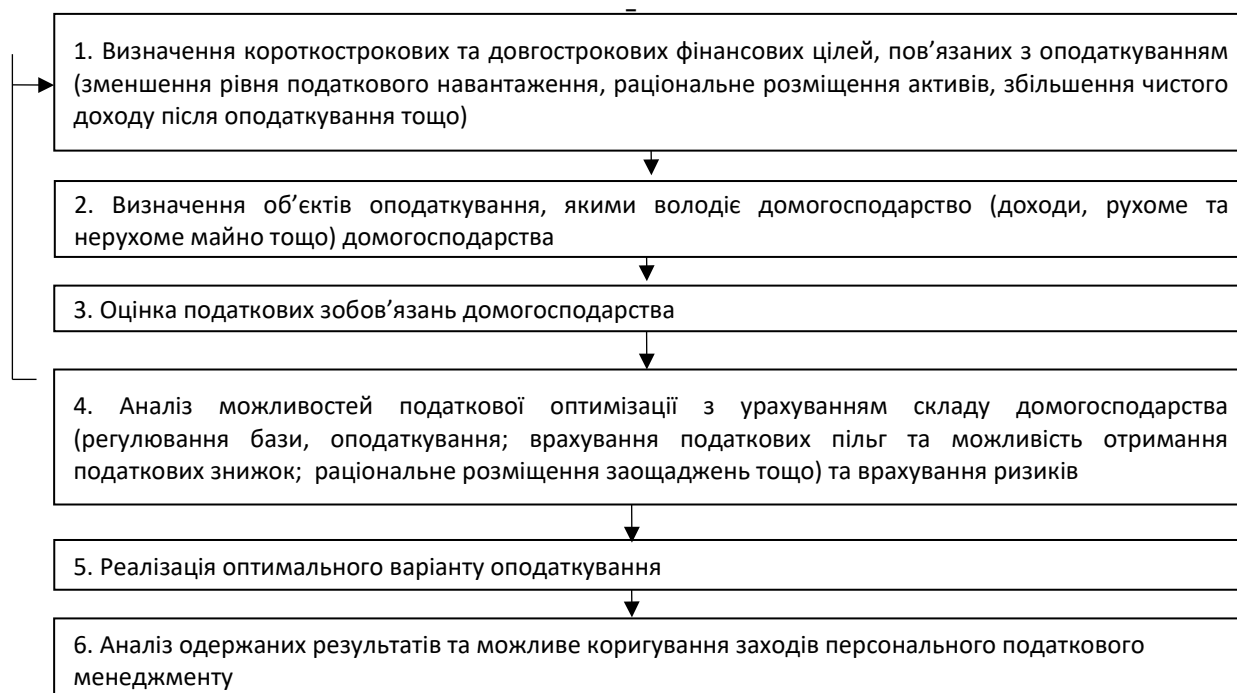 1. Визначення короткострокових та довгострокових фінансових цілей, пов’язаних з оподаткуванням
(зменшення рівня податкового навантаження, раціональне розміщення активів, збільшення чистого
доходу після оподаткування тощо)
2. Визначення об’єктів оподаткування, якими володіє домогосподарство (доходи, рухоме та
нерухоме майно тощо) домогосподарства
3. Оцінка податкових зобов’язань домогосподарства
4. Аналіз можливостей податкової оптимізації з урахуванням складу домогосподарства
(регулювання бази, оподаткування; врахування податкових пільг та можливість отримання
податкових знижок; раціональне розміщення заощаджень тощо) та врахування ризиків
5. Реалізація оптимального варіанту оподаткування
6. Аналіз одержаних результатів та можливе коригування заходів персонального податкового
менеджменту